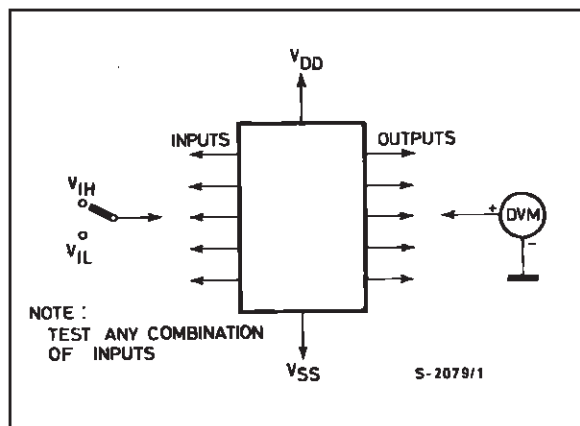 VDD
INPUTS
OUTPUTS
VIH
VIL
+
DVM
-
NOTE :
TEST ANY COMBINATION
OF INPUTS
VSS
S-2079/1